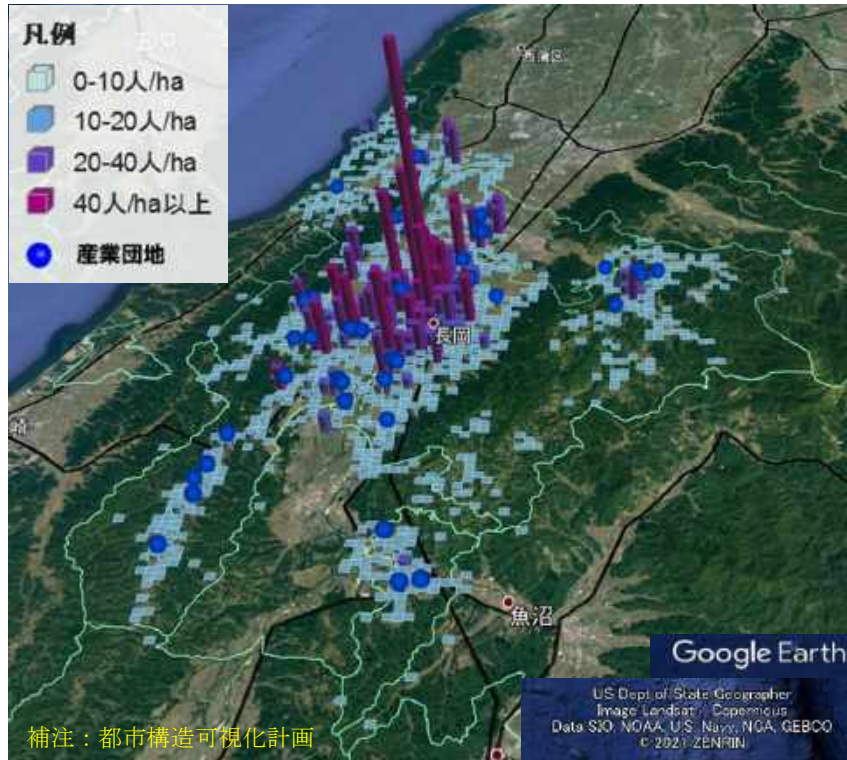 凡例
0-10人/ha
10-20人/ha
20-40人/ha
40人/ha以上
産業団地
長岡
崎
魚沼
Google Earth
US Dept of State Geographer
Image Landsat / Copernicus
Data SIO, NOAA, U.S. Navy, NGA, GEBCO
© 2021 ZENRIN
補注：都市構造可視化計画